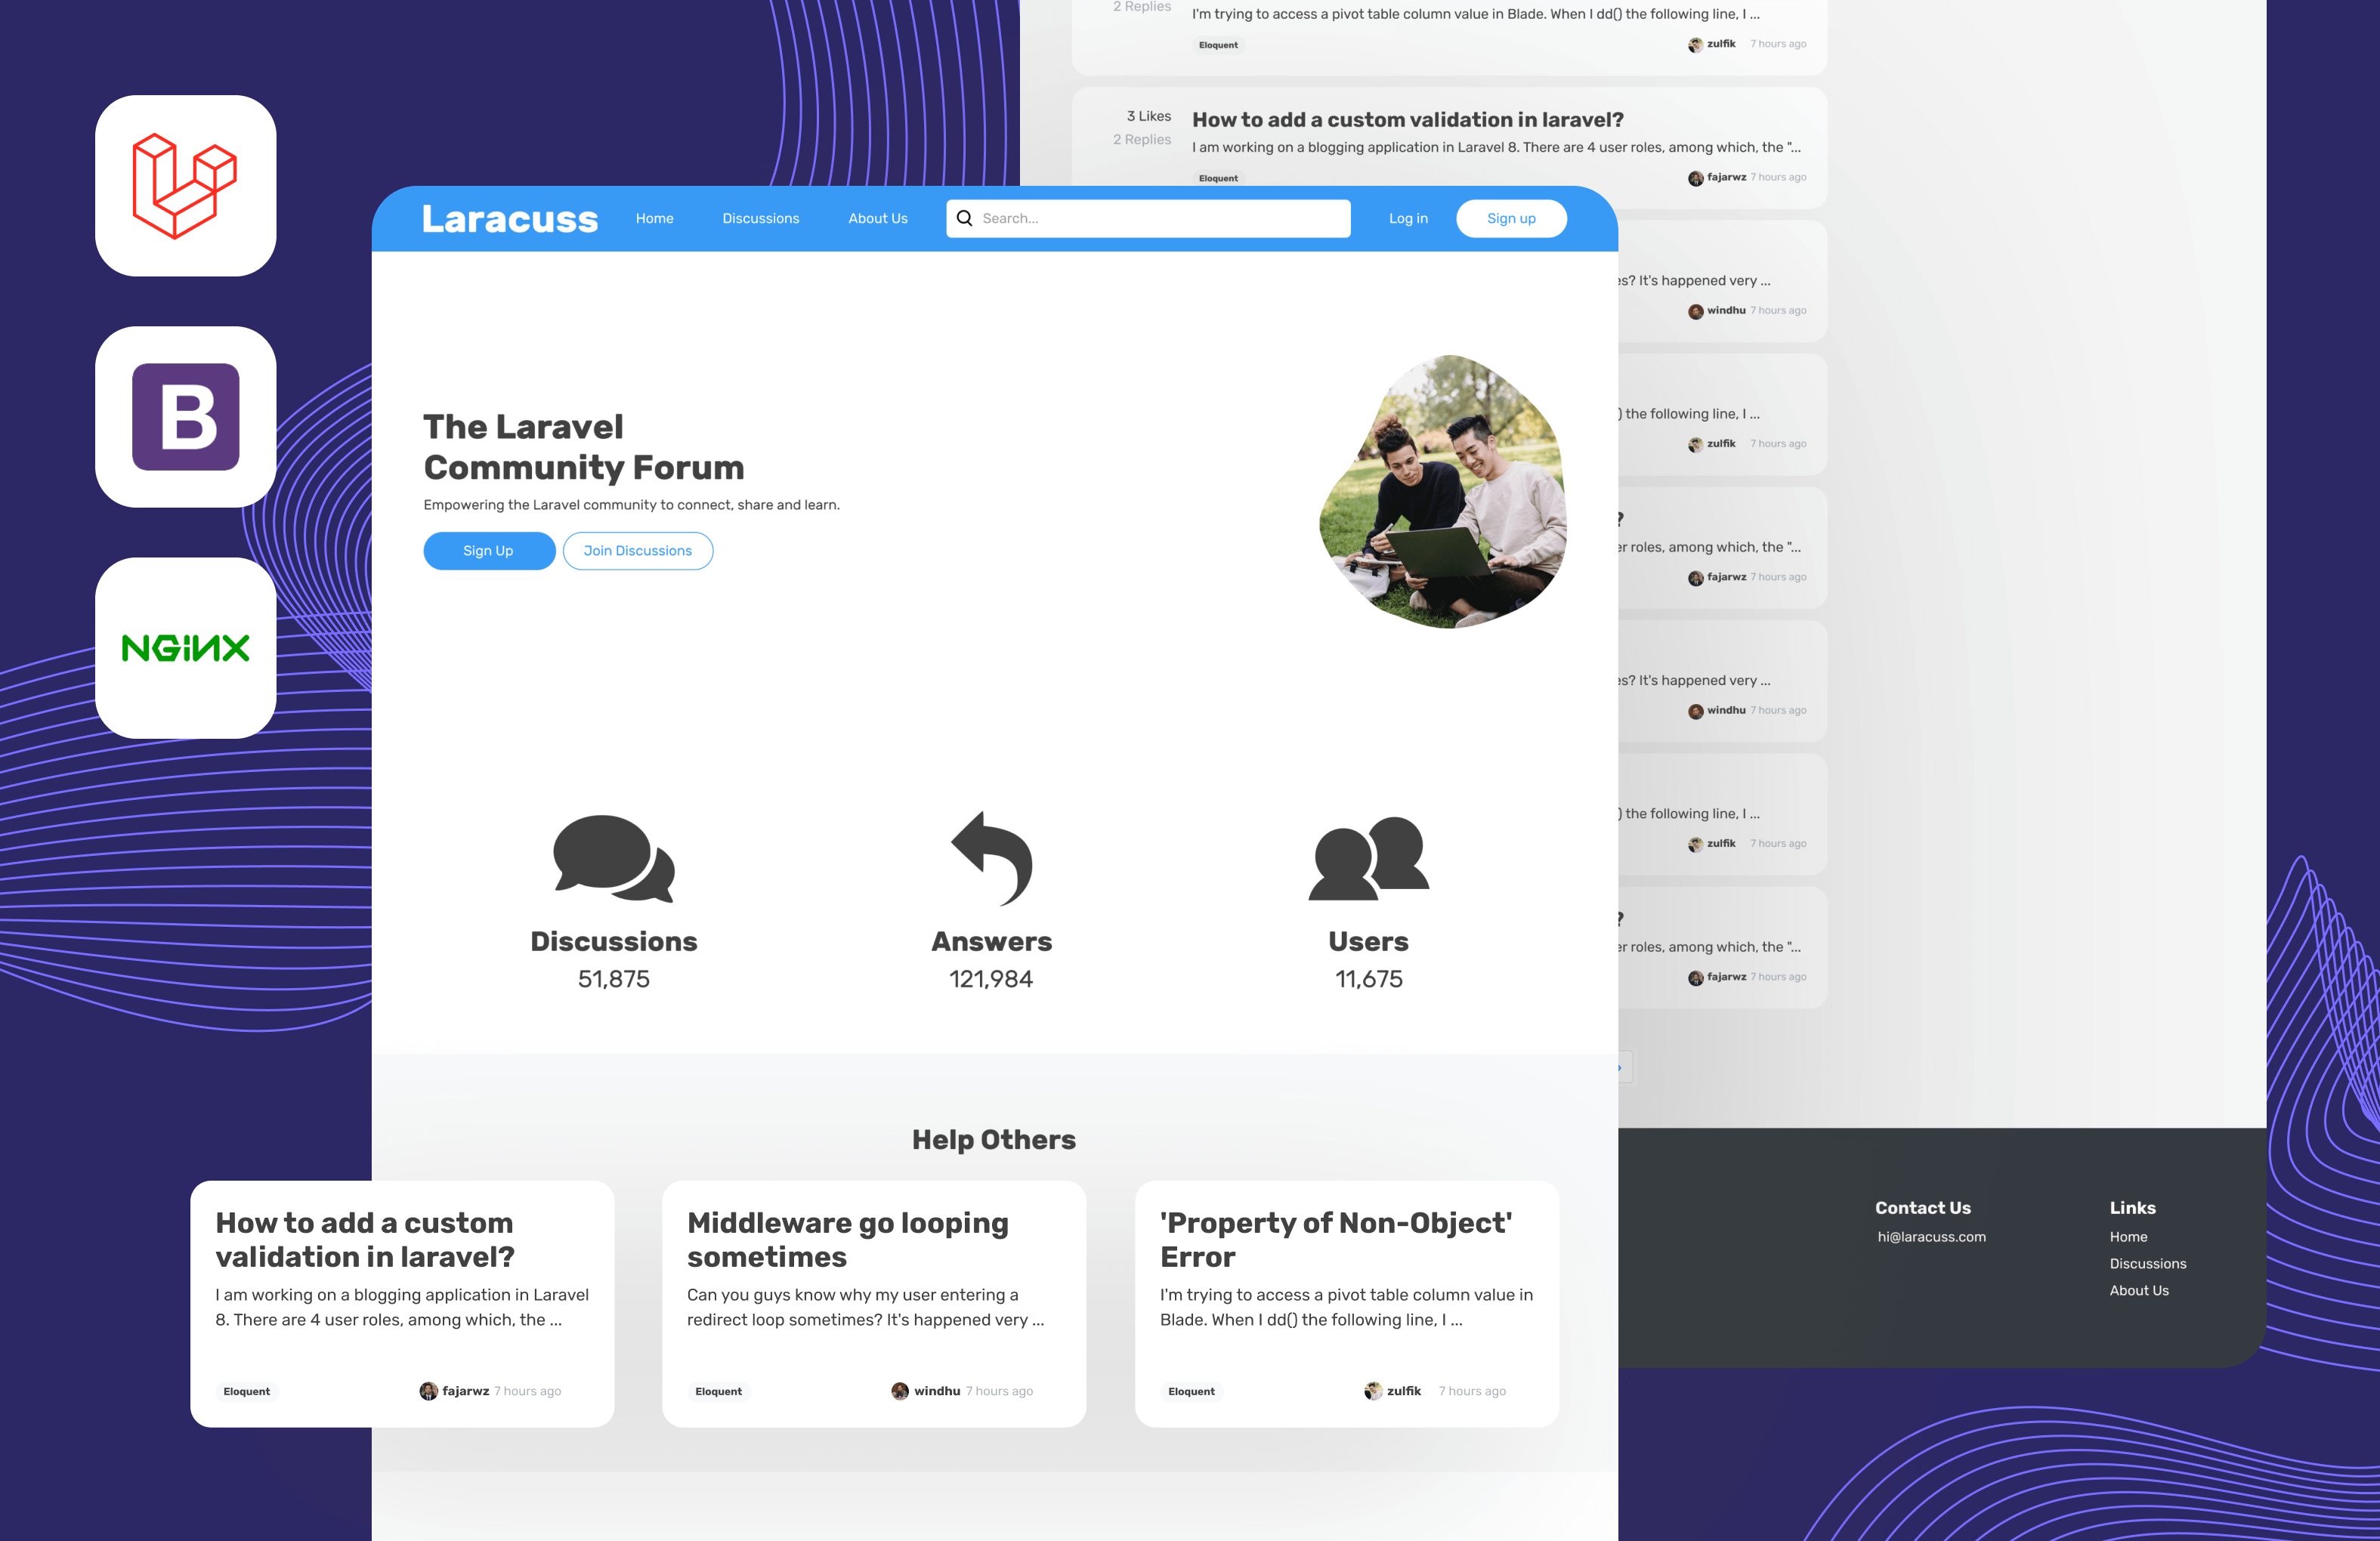 2 Replies
I'm trying to access a pivot table column value in Blade. When I dd() the following line, I ...
Eloquent
zulfik 7 hours ago
3 Likes
How to add a custom validation in laravel?
2 Replies
I am working on a blogging application in Laravel 8. There are 4 user roles, among which, the "...
Eloquent
fajarwz 7 hours ago
es? It's happened very ...
windhu 7 hours ago
) the following line, I ...
zulfik 7 hours ago
?
er roles, among which, the "...
fajarwz 7 hours ago
es? It's happened very ...
windhu 7 hours ago
) the following line, I ...
zulfik 7 hours ago
?
er roles, among which, the "...
fajarwz 7 hours ago
›
Contact Us
hi@laracuss.com
Links
Home
Discussions
About Us
B
NGiNX
Laracuss
Home
Discussions
About Us
Search...
Log in
Sign up
The Laravel
Community Forum
Empowering the Laravel community to connect, share and learn.
Sign Up
Join Discussions
Discussions
51,875
Answers
121,984
Users
11,675
Help Others
How to add a custom
validation in laravel?
I am working on a blogging application in Laravel
8. There are 4 user roles, among which, the ...
Eloquent
fajarwz 7 hours ago
Middleware go looping
sometimes
Can you guys know why my user entering a
redirect loop sometimes? It's happened very ...
Eloquent
windhu 7 hours ago
'Property of Non-Object'
Error
I'm trying to access a pivot table column value in
Blade. When I dd() the following line, I ...
Eloquent
zulfik 7 hours ago